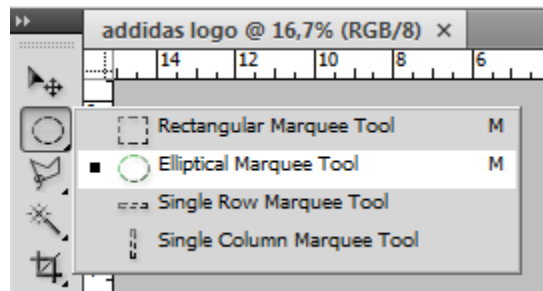 addidas logo @ 16,7% (RGB/8) ×
14 12 10 8 6
Rectangular Marquee Tool M
Elliptical Marquee Tool M
Single Row Marquee Tool
Single Column Marquee Tool